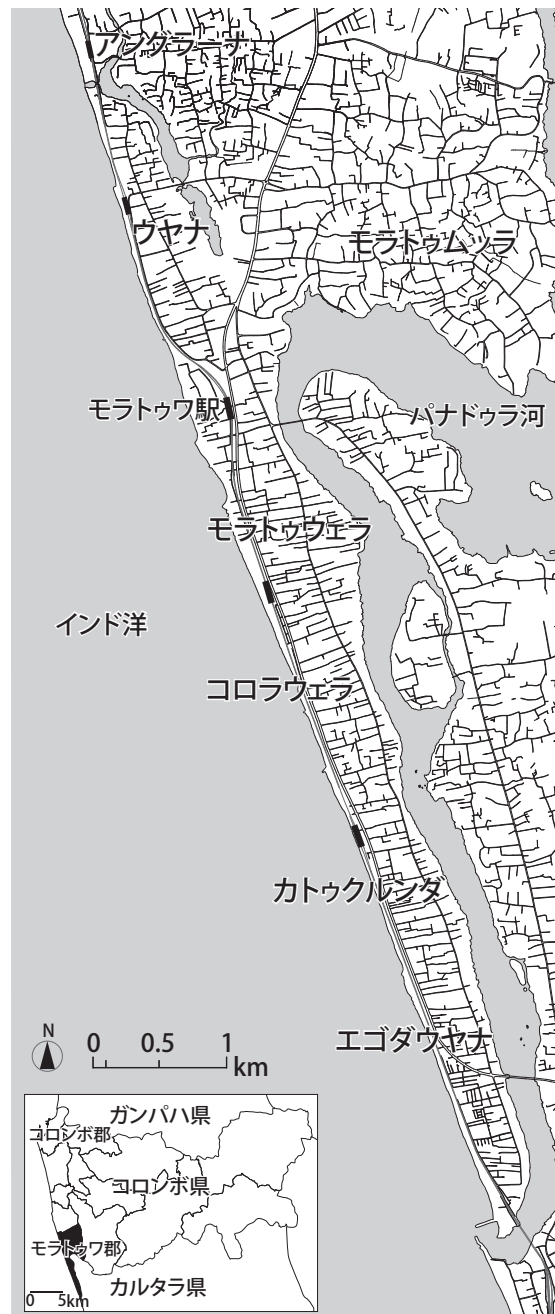 アングラーナ
ウヤナ
モラトゥムッラ
モラトゥワ駅
パナドゥラ河
モラトゥウェラ
インド洋
コロラウェラ
カトゥクルンダ
エゴダウヤナ
N
0 0.5 1
km
ガンパハ県
コロンボ郡
コロンボ県
モラトゥワ郡
カルタラ県
0 5km